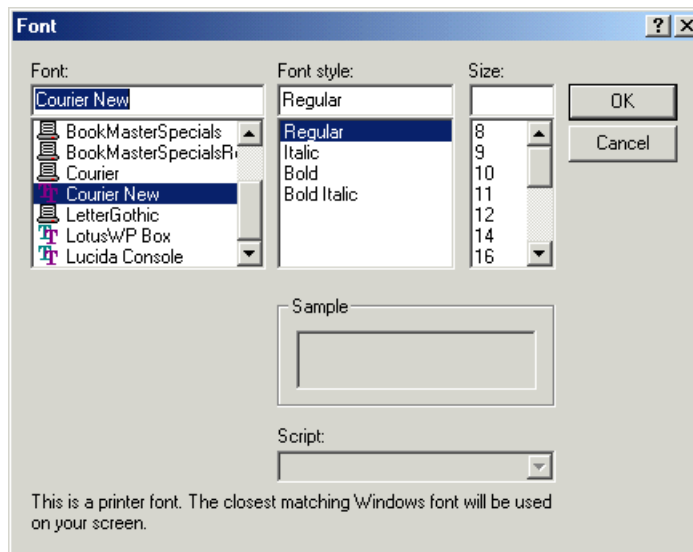 Font
Font:
Font style:
Size:
Courier New
Regular
OK
Cancel
BookMasterSpecials
BookMasterSpecialsR
Courier
Courier New
LetterGothic
LotusWP Box
Lucida Console
Regular
Italic
Bold
Bold Italic
8
9
10
11
12
14
16
Sample
Script:
This is a printer font. The closest matching Windows font will be used
on your screen.